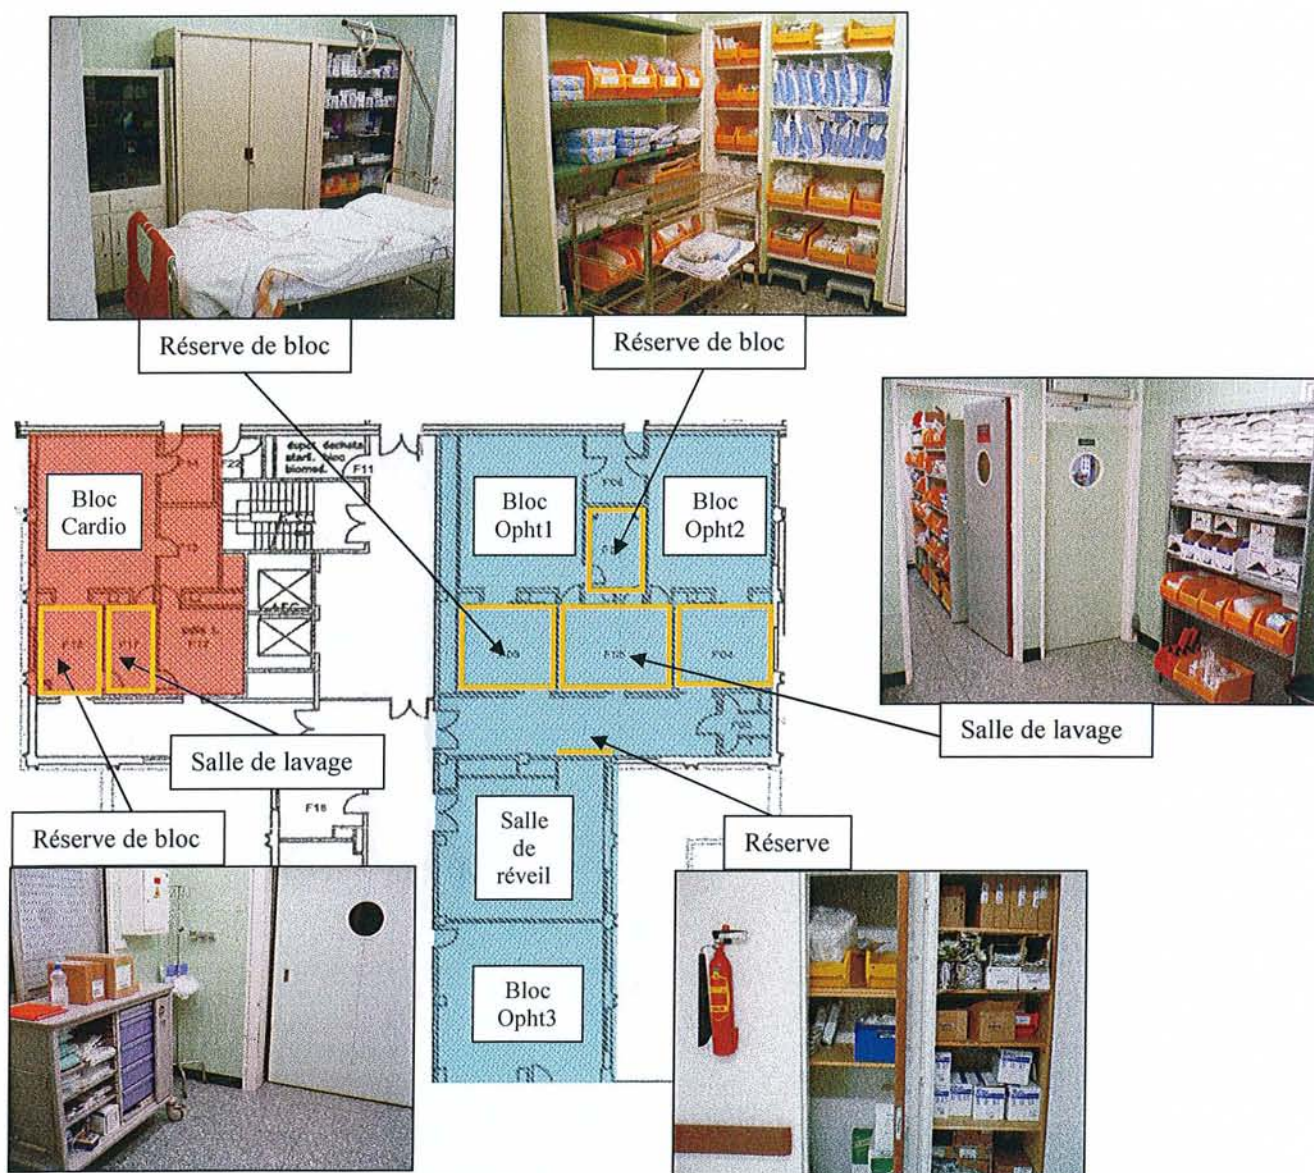 Réserve de bloc
Réserve de bloc
Bloc
Cardio
F22
F11
Bloc
Opht1
Bloc
Opht2
Salle de lavage
Salle de lavage
F18
Réserve de bloc
Salle
de
réveil
Réserve
Bloc
Opht3